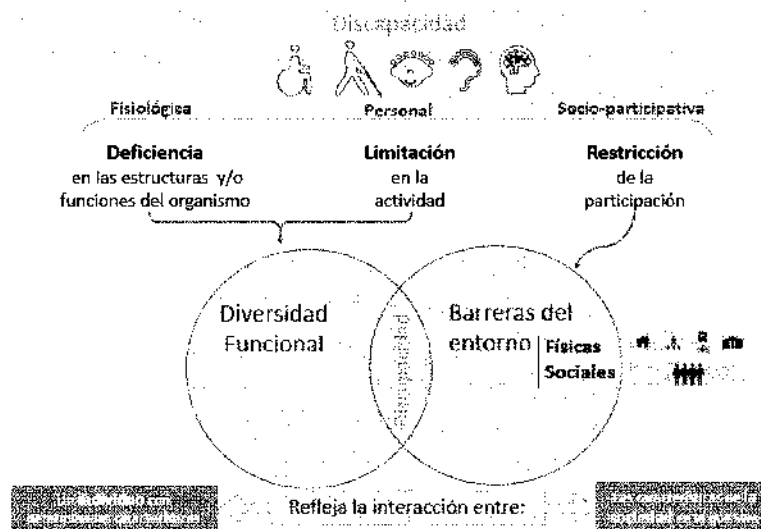 Discapacidad
Fisiológica
Personal
Socio-participativa
Deficiencia
en las estructuras y/o
funciones del organismo
Limitación
en la
actividad
Restricción
de la
participación
Diversidad
Funcional
Discapacidad
Barreras del
entorno
Físicas
Sociales
Refleja la interacción entre: